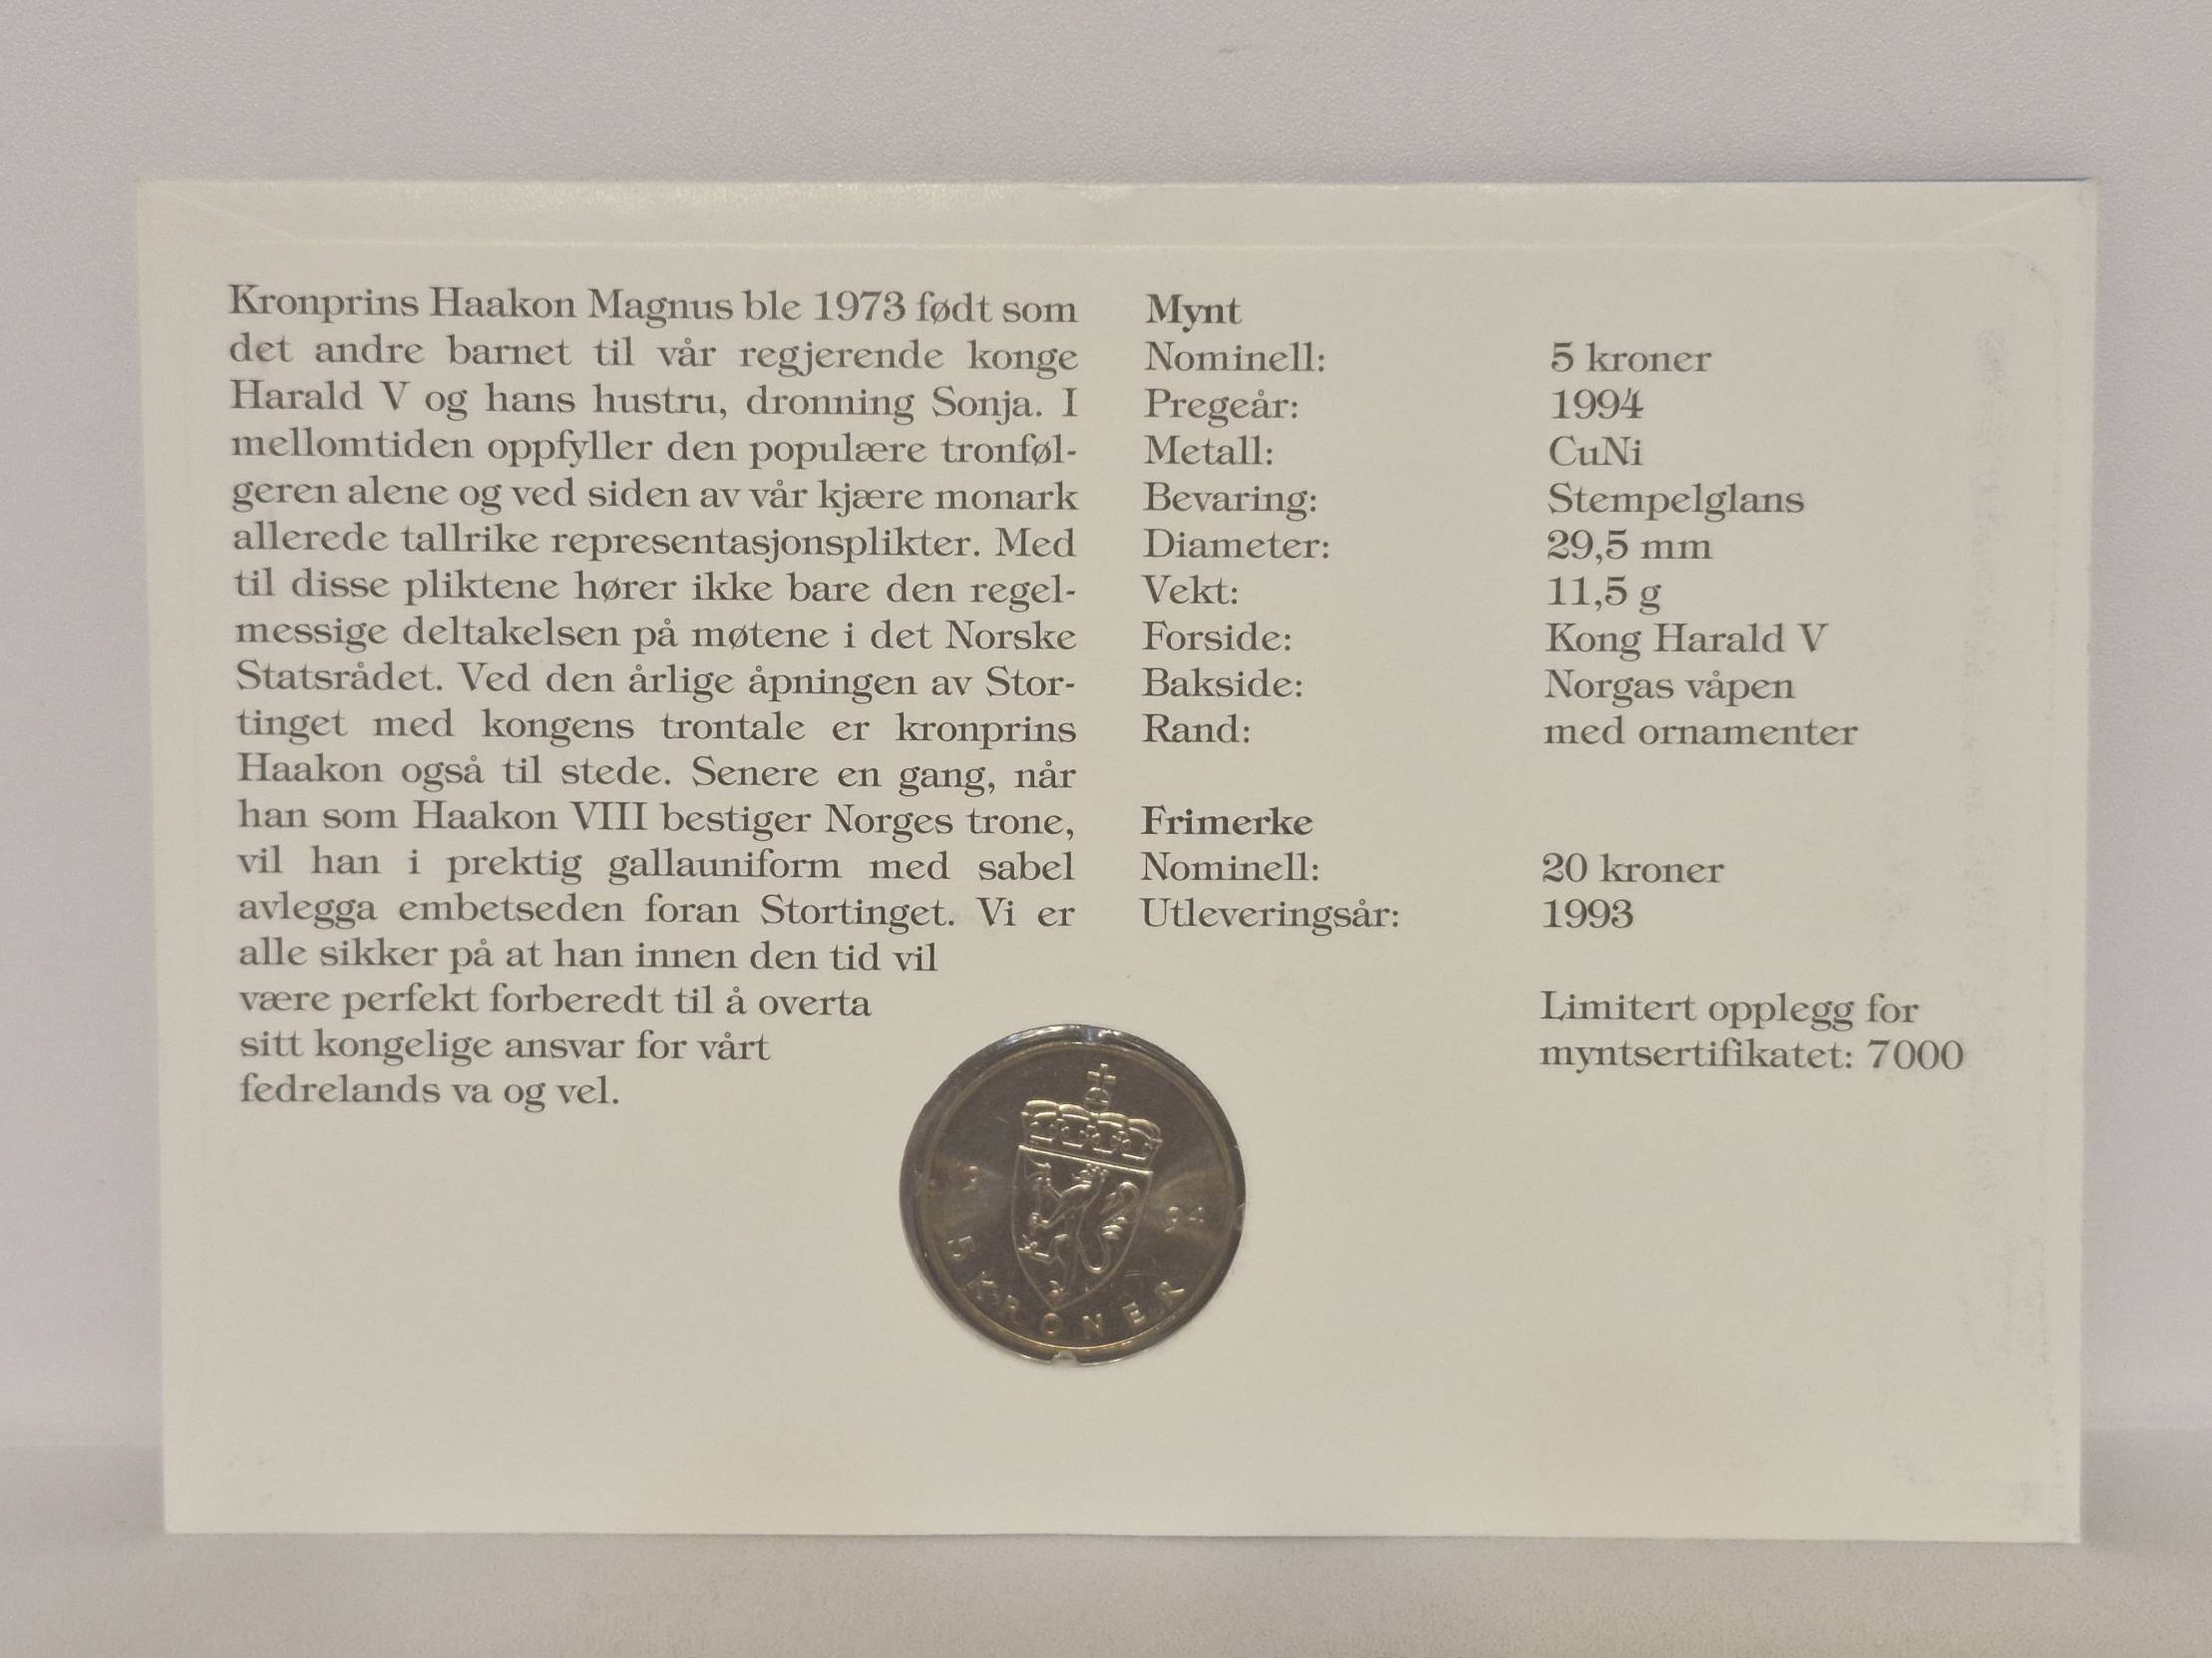 Kronprins Haakon Magnus ble 1973 født som
det andre barnet til vår regjerende konge
Harald V og hans hustru, dronning Sonja. I
mellomtiden oppfyller den populære tronføl-
geren alene og ved siden av vår kjære monark
allerede tallrike representasjonsplikter. Med
til disse pliktene hører ikke bare den regel-
messige deltakelsen på møtene i det Norske
Statsrådet. Ved den årlige åpningen av Stor-
tinget med kongens trontale er kronprins
Haakon også til stede. Senere en gang, når
han som Haakon VIII bestiger Norges trone,
vil han i prektig gallauniform med sabel
avlegga embetseden foran Stortinget. Vi er
alle sikker på at han innen den tid vil
være perfekt forberedt til å overta
sitt kongelige ansvar for vårt
fedrelands va og vel.
Mynt
Nominell: 5 kroner
Pregeår: 1994
Metall: CuNi
Bevaring: Stempelglans
Diameter: 29,5 mm
Vekt: 11,5 g
Forside: Kong Harald V
Bakside: Norgas våpen
Rand: med ornamenter
Frimerke
Nominell: 20 kroner
Utleveringsår: 1993
Limitert opplegg for
myntsertifikatet: 7000
94
5 KRONER